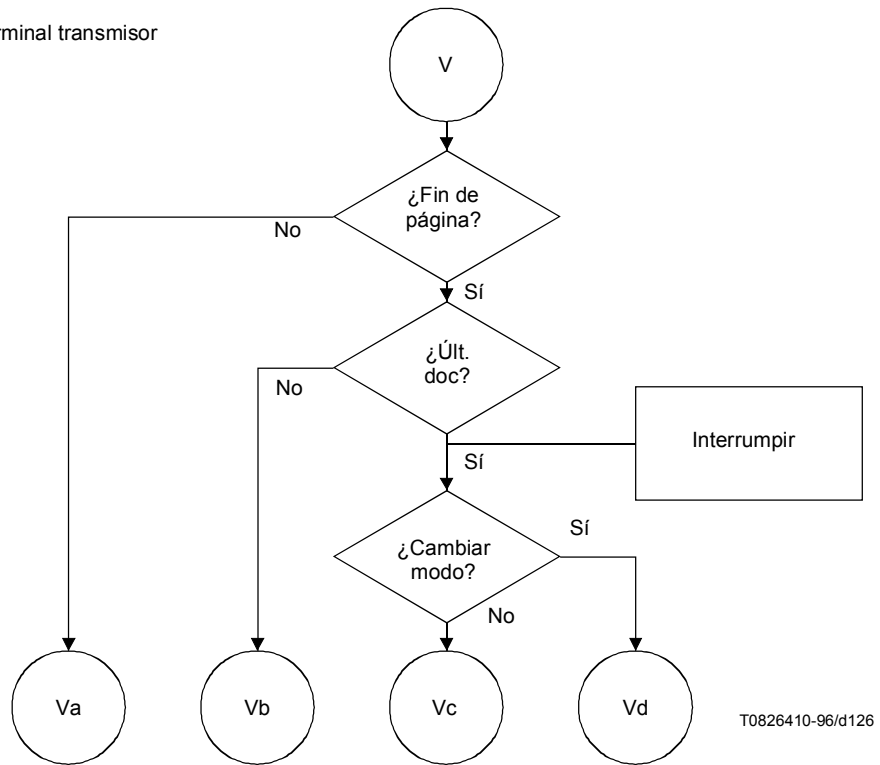 rminal transmisor
V
¿Fin de
página?
No
Sí
¿Últ.
doc?
No
Interrumpir
Sí
Sí
¿Cambiar
modo?
No
Va
Vb
Vc
Vd
T0826410-96/d126